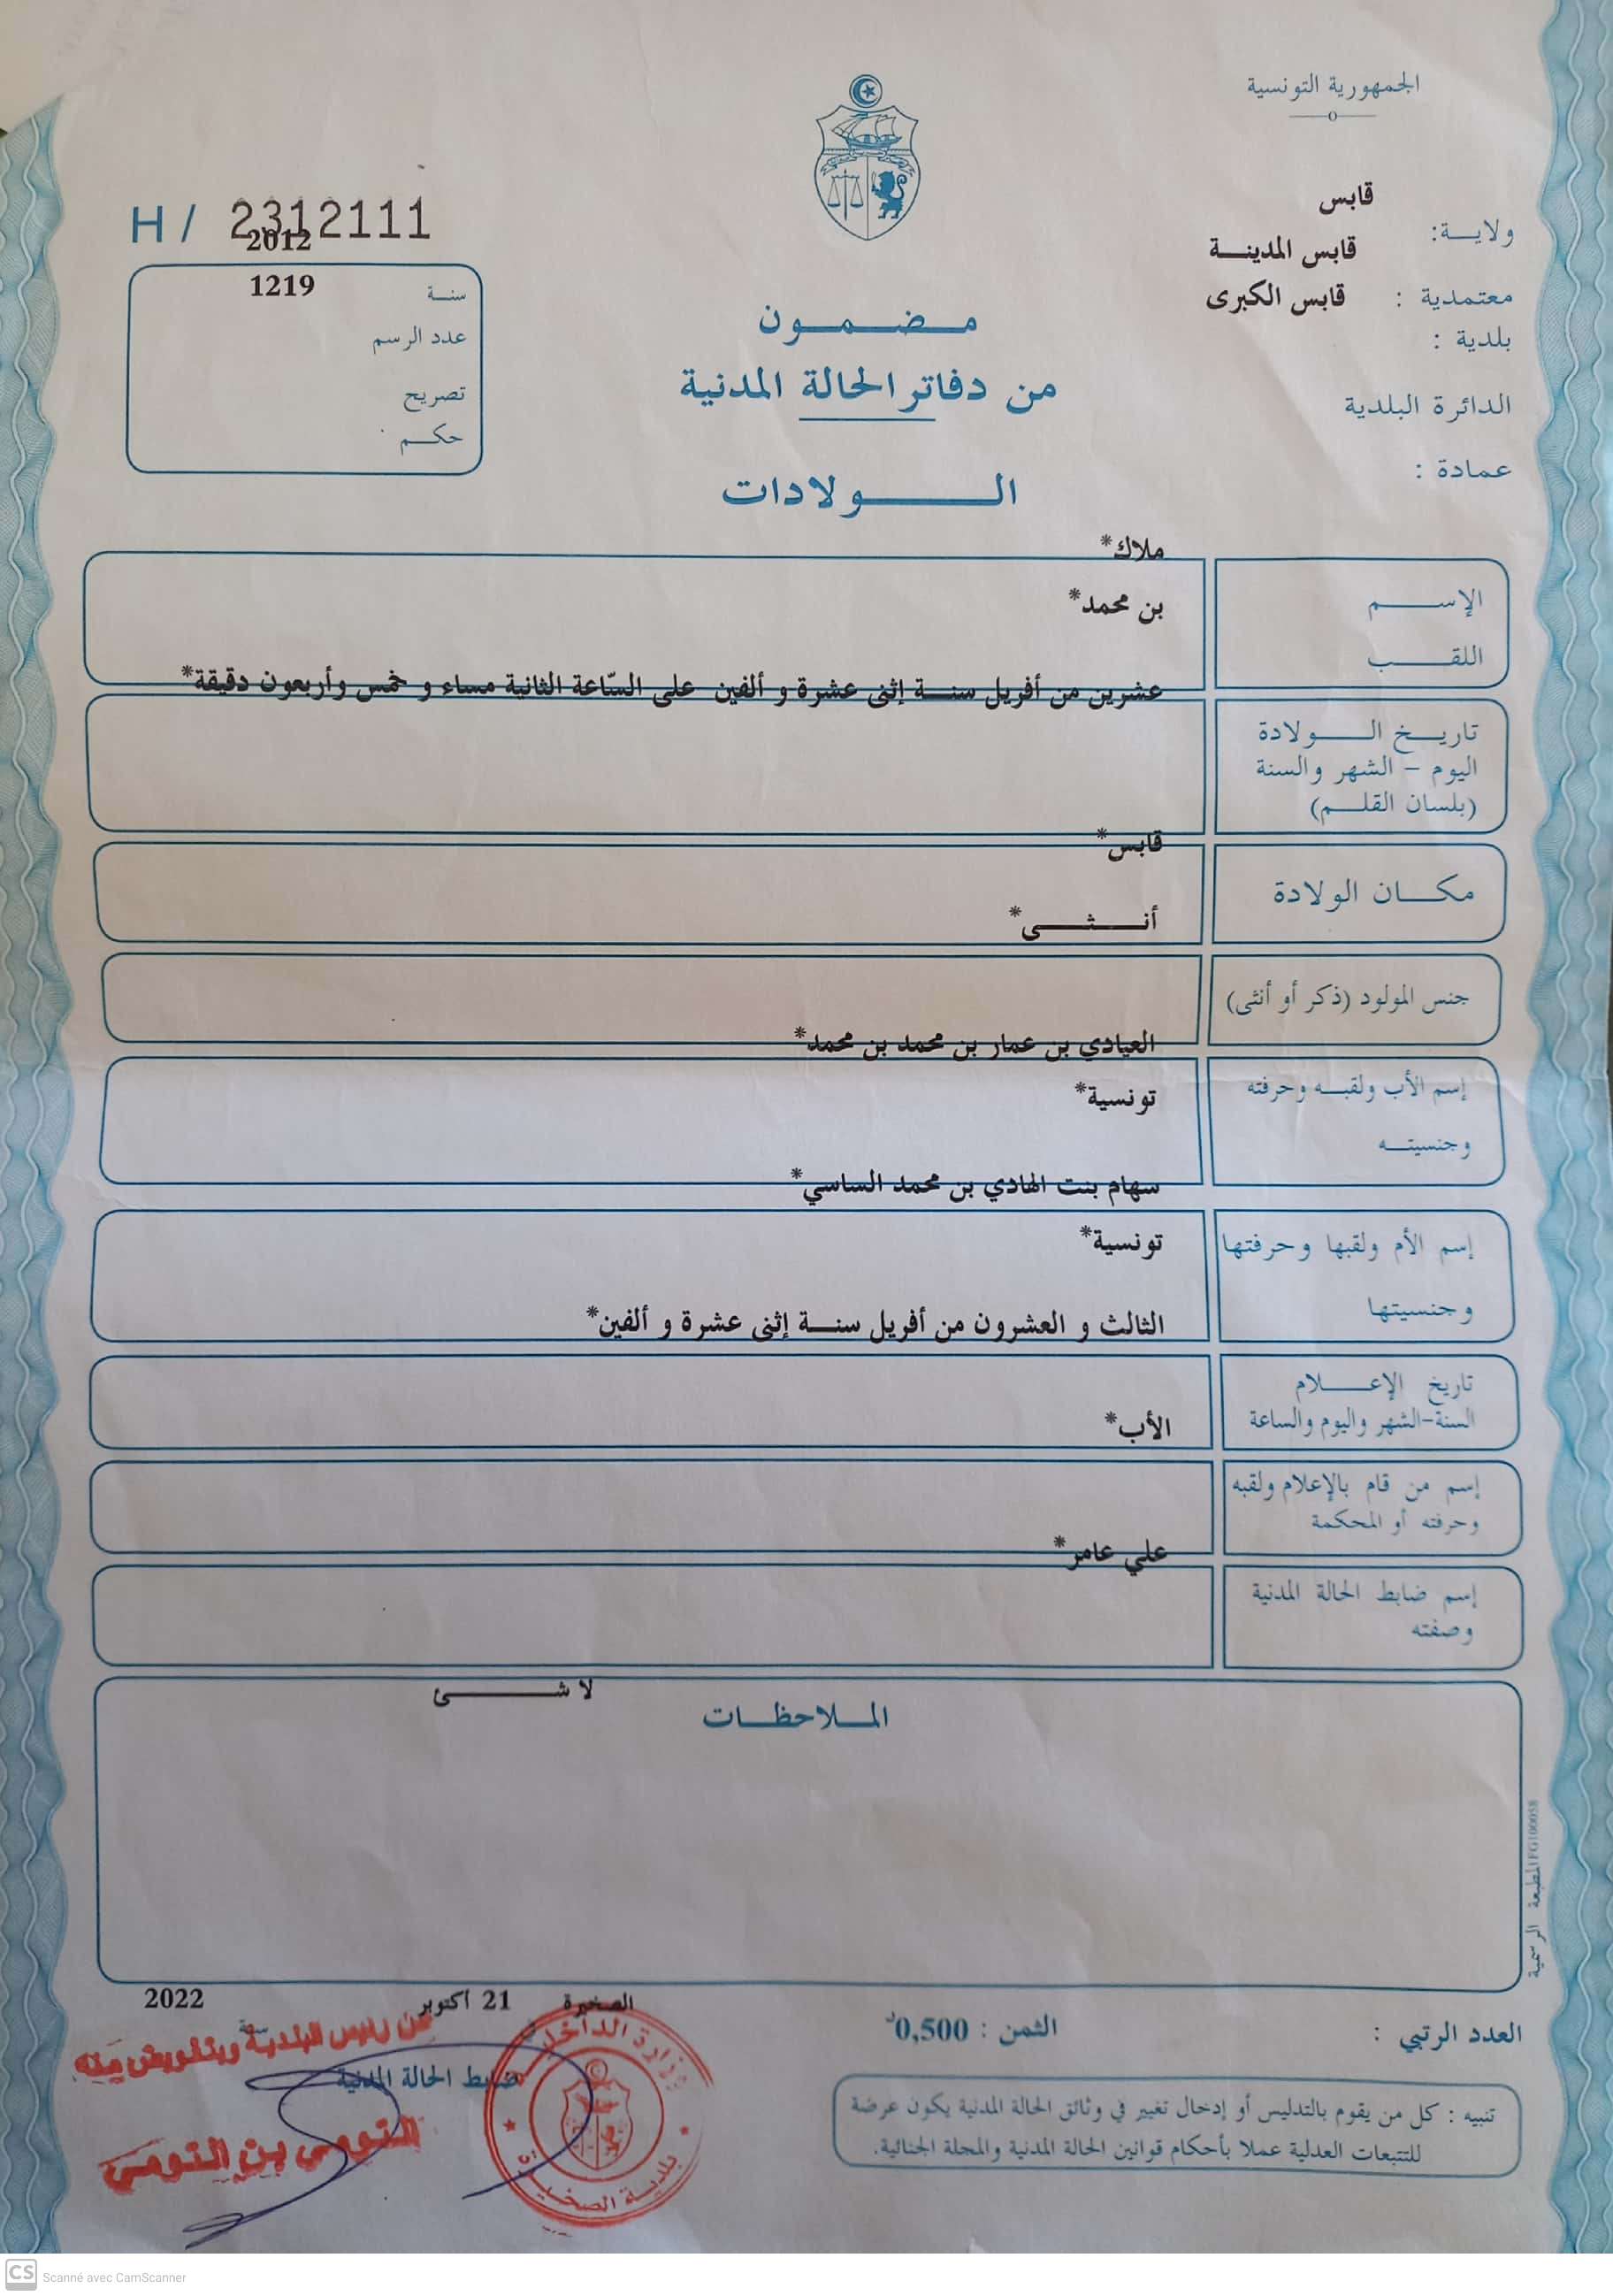 الجمهورية التونسية
ولاية: قابس
معتمدية : قابس المدينة
بلدية : قابس الكبرى
الدائرة البلدية
عمادة :
H / 2312111
سنة 2012
عدد الرسم 1219
تصريح
حكم
مضمون
من دفاتر الحالة المدنية
الولادات
الإسم
ملاك*
اللقب
بن محمد*
تاريخ الولادة
اليوم - الشهر والسنة
(بلسان القلم)
عشرين من أفريل سنة إثنى عشرة و ألفين على السّاعة الثانية مساء و خمس وأربعون دقيقة*
مكان الولادة
قابس*
جنس المولود (ذكر أو أنثى)
أنثى*
إسم الأب ولقبه وحرفته
العيادي بن عمار بن محمد بن محمد*
وجنسيته
تونسية*
إسم الأم ولقبها وحرفتها
سهام بنت الهادي بن محمد الساسي*
وجنسيتها
تونسية*
تاريخ الإعلام
السنة-الشهر واليوم والساعة
الثالث و العشرون من أفريل سنة إثنى عشرة و ألفين*
إسم من قام بالإعلام ولقبه
وحرفته أو المحكمة
الأب*
إسم ضابط الحالة المدنية
وصفته
علي عامر*
الملاحظات
لا شئ
المطبعة الرسمية
العدد الرتبي :
الثمن : 0,500د
تنبيه : كل من يقوم بالتدليس أو إدخال تغيير في وثائق الحالة المدنية يكون عرضة
للتتبعات العدلية عملا بأحكام قوانين الحالة المدنية والمجلة الجنائية.
الصخيرة في 21 أكتوبر سنة 2022
عن رئيس البلدية وبتفويض منه
ضابط الحالة المدنية
التومي بن التومي
وزارة الداخلية
بلدية الصخيرة
CS Scanné avec CamScanner